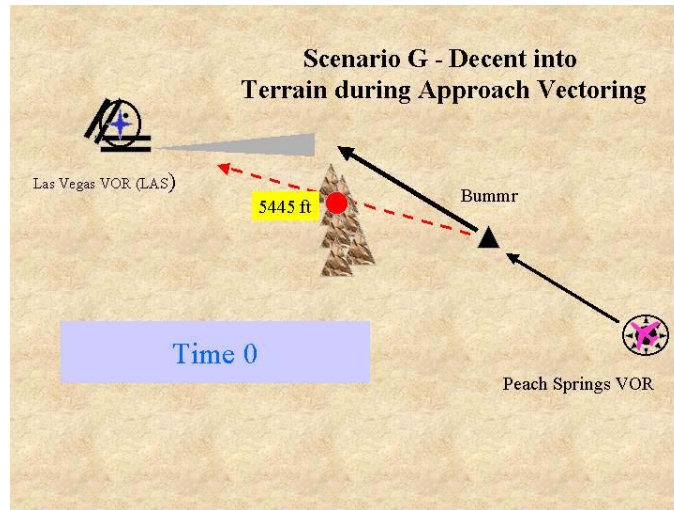 Scenario G - Decent into
Terrain during Approach Vectoring
Las Vegas VOR (LAS)
Bummr
5445 ft
Time 0
Peach Springs VOR